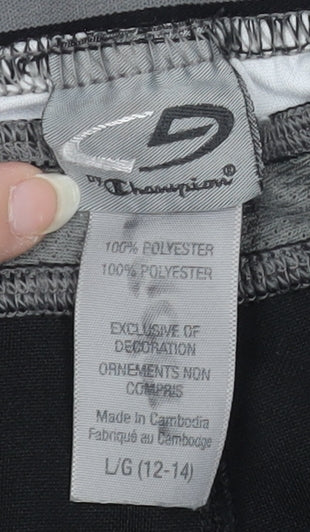 C9
by Champion®
100% POLYESTER
100% POLYESTER
EXCLUSIVE OF
DECORATION
ORNEMENTS NON
COMPRIS
Made in Cambodia
Fabriqué au Cambodge
L/G (12-14)